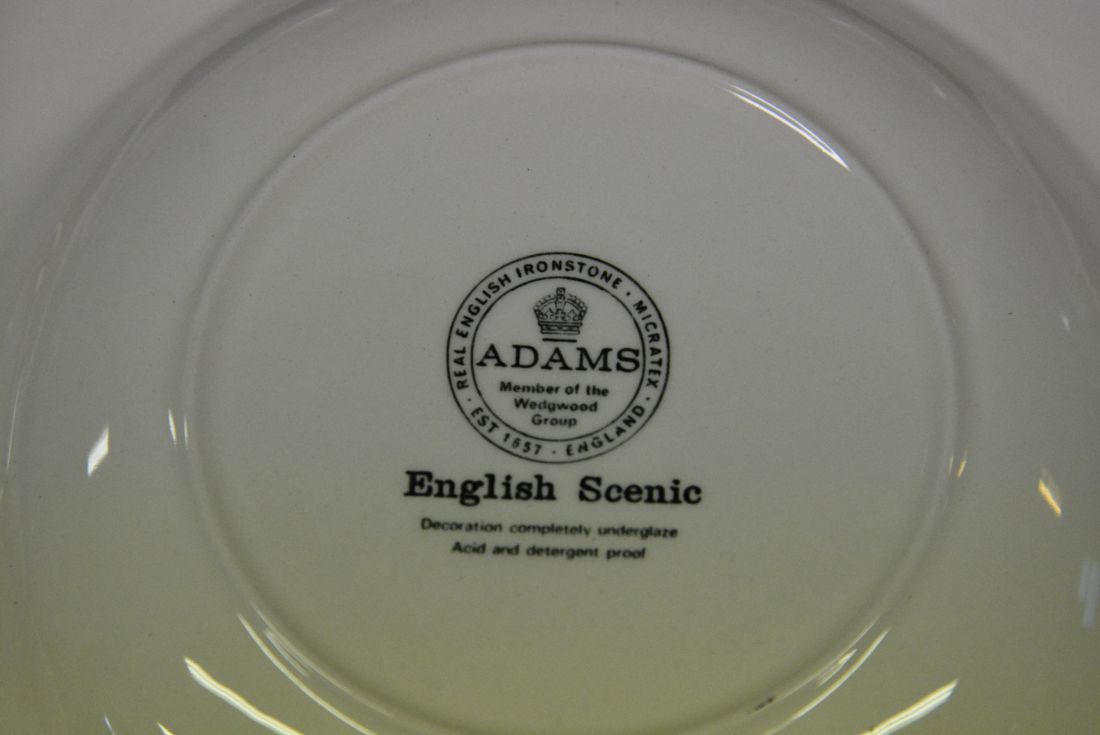 · REAL ENGLISH IRONSTONE · MICRATEX ·
ADAMS
Member of the
Wedgwood
Group
EST 1657 · ENGLAND
English Scenic
Decoration completely underglaze
Acid and detergent proof